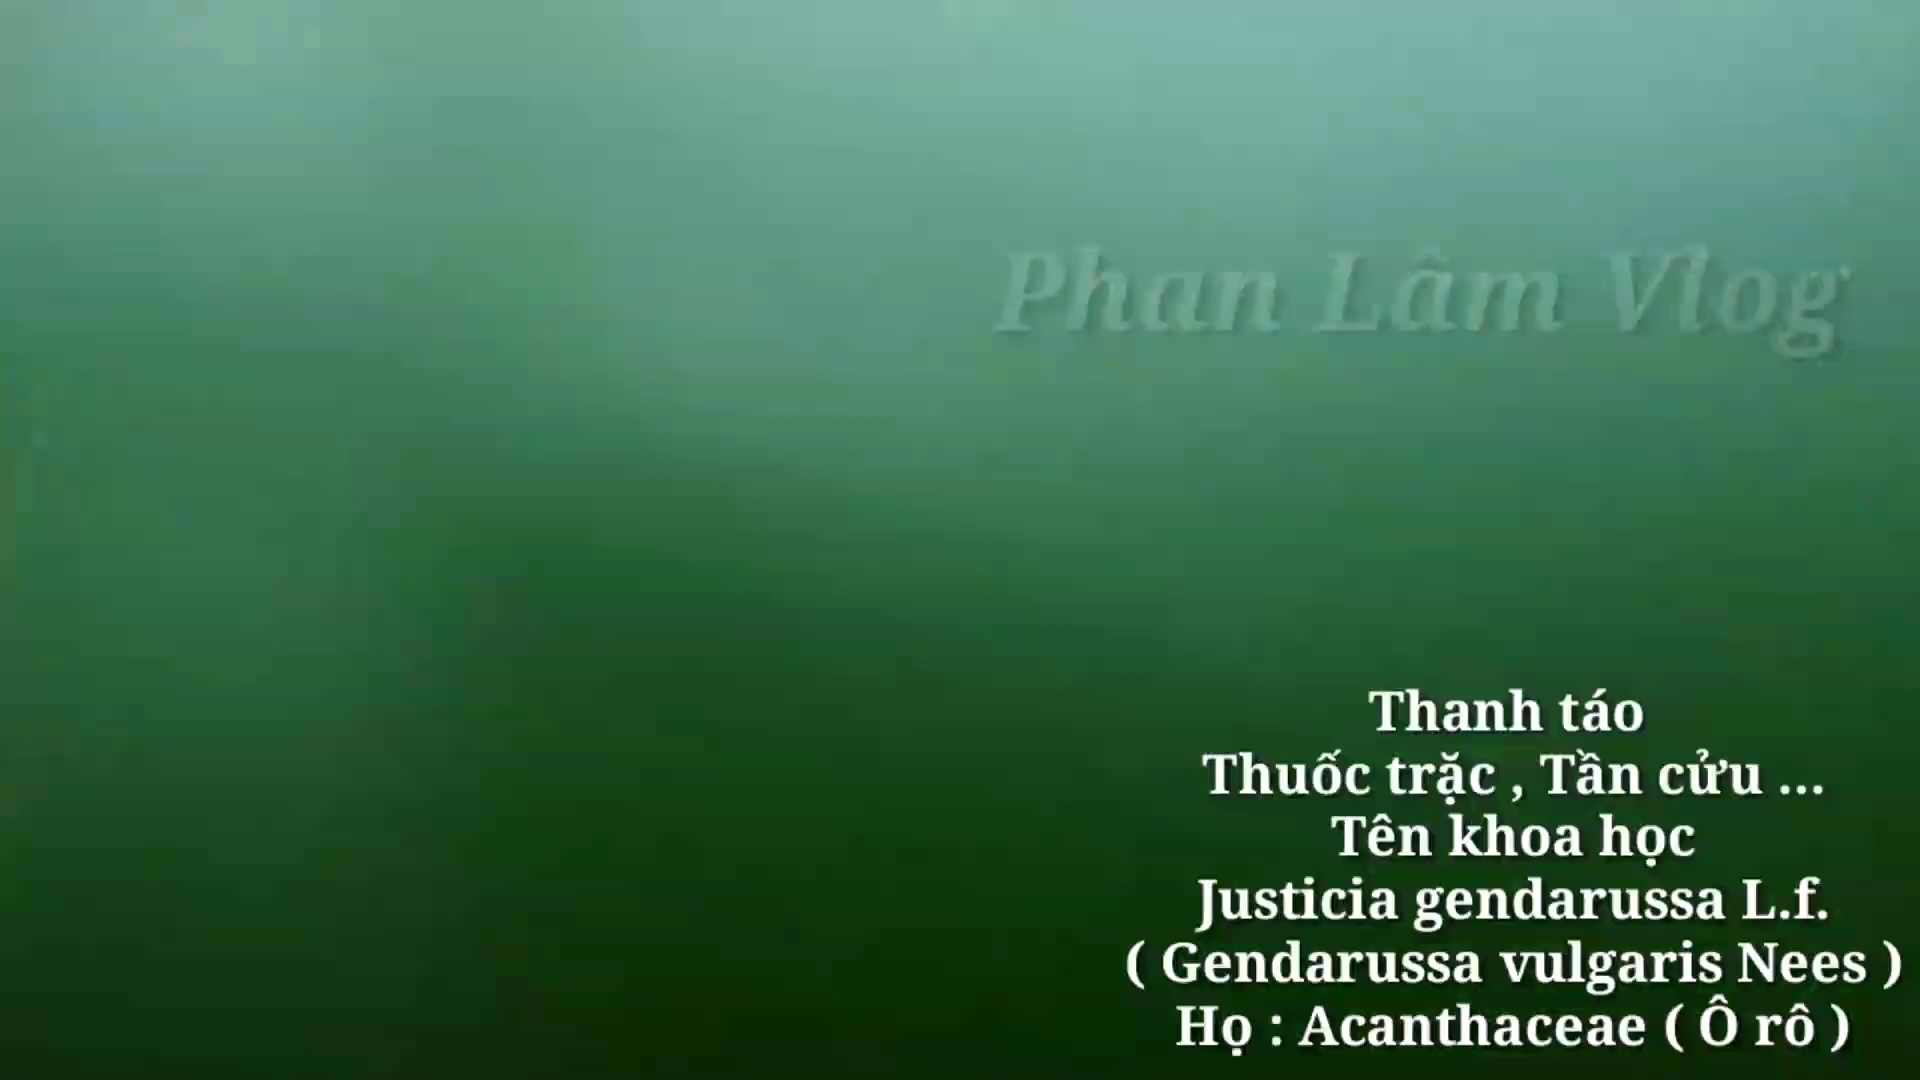 Phan Lâm Vlog
Thanh táo
Thuốc trặc , Tần cửu ...
Tên khoa học
Justicia gendarussa L.f.
( Gendarussa vulgaris Nees )
Họ : Acanthaceae ( Ô rô )